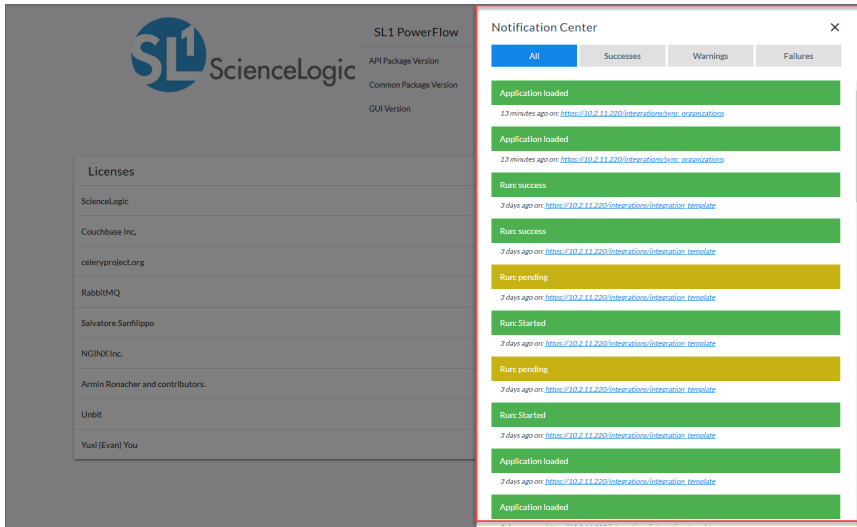 SL1
ScienceLogic
SL1 PowerFlow
API Package Version
Common Package Version
GUI Version
Licenses
ScienceLogic
Couchbase Inc,
celeryproject.org
RabbitMQ
Salvatore Sanfilippo
NGINX Inc.
Armin Ronacher and contributors.
Unbit
Yuxi (Evan) You
Notification Center
All Successes Warnings Failures
Application loaded
13 minutes ago on: https://10.2.11.220/integrations/sync_organizations
Application loaded
13 minutes ago on: https://10.2.11.220/integrations/sync_organizations
Run: success
3 days ago on: https://10.2.11.220/integrations/integration_template
Run: success
3 days ago on: https://10.2.11.220/integrations/integration_template
Run: pending
3 days ago on: https://10.2.11.220/integrations/integration_template
Run: Started
3 days ago on: https://10.2.11.220/integrations/integration_template
Run: pending
3 days ago on: https://10.2.11.220/integrations/integration_template
Run: Started
3 days ago on: https://10.2.11.220/integrations/integration_template
Application loaded
3 days ago on: https://10.2.11.220/integrations/integration_template
Application loaded